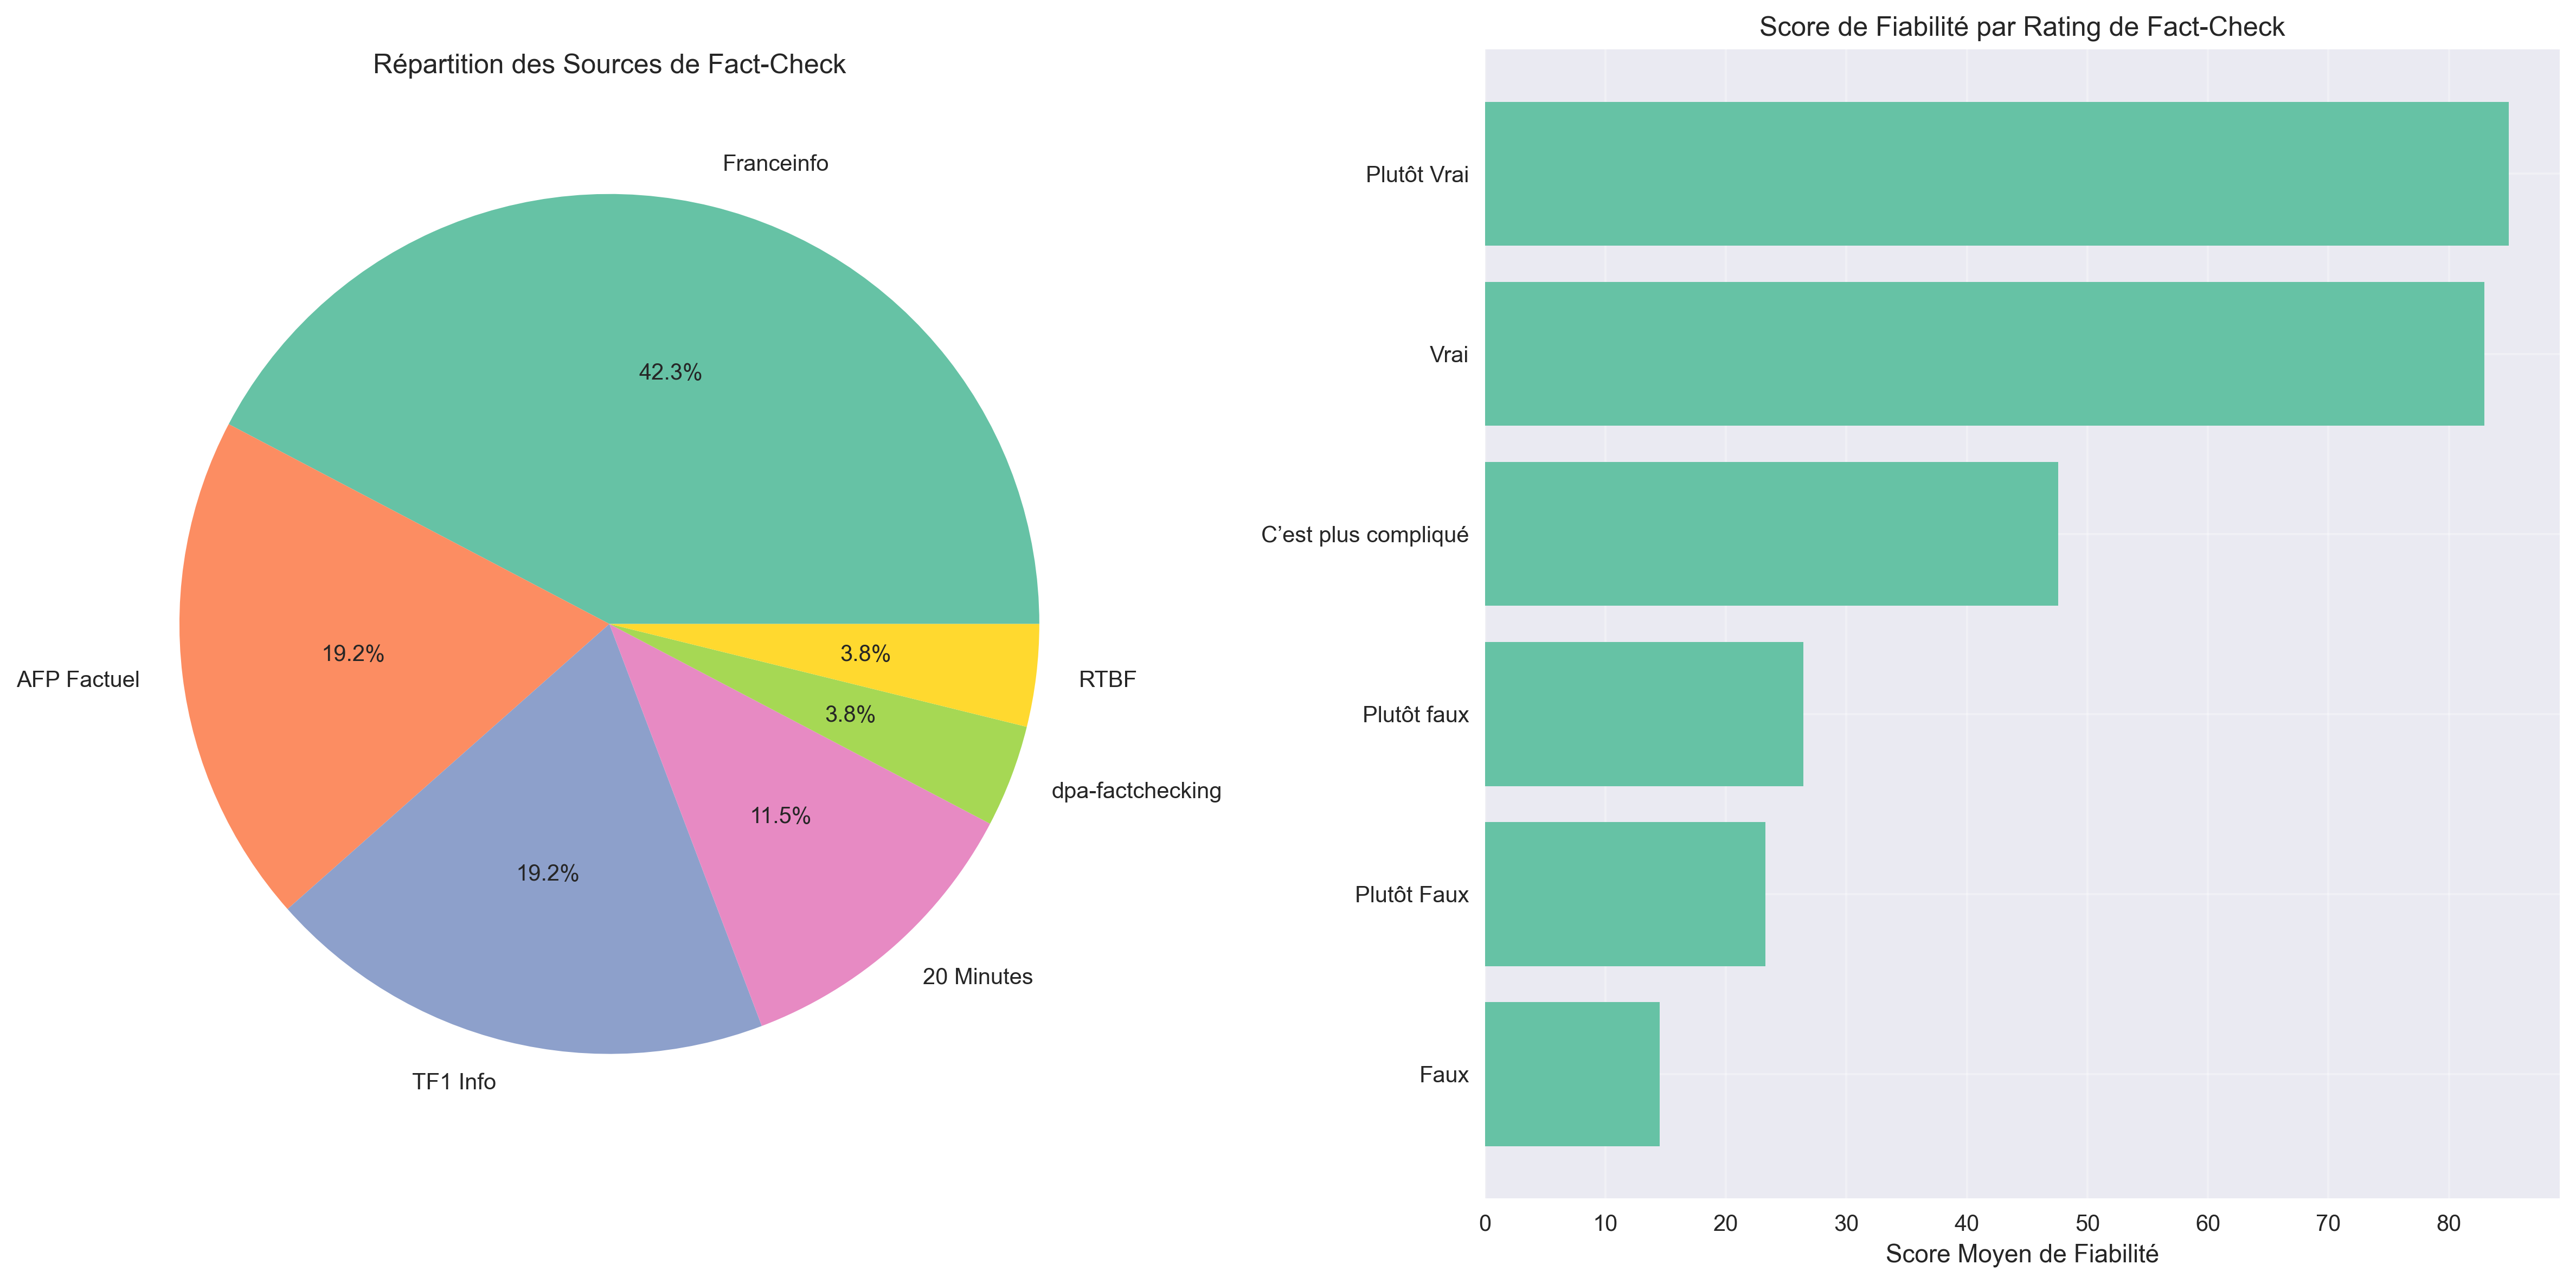 Répartition des Sources de Fact-Check
Franceinfo
42.3%
AFP Factuel
19.2%
TF1 Info
19.2%
20 Minutes
11.5%
dpa-factchecking
3.8%
RTBF
3.8%
Score de Fiabilité par Rating de Fact-Check
Plutôt Vrai
Vrai
C’est plus compliqué
Plutôt faux
Plutôt Faux
Faux
0 10 20 30 40 50 60 70 80
Score Moyen de Fiabilité